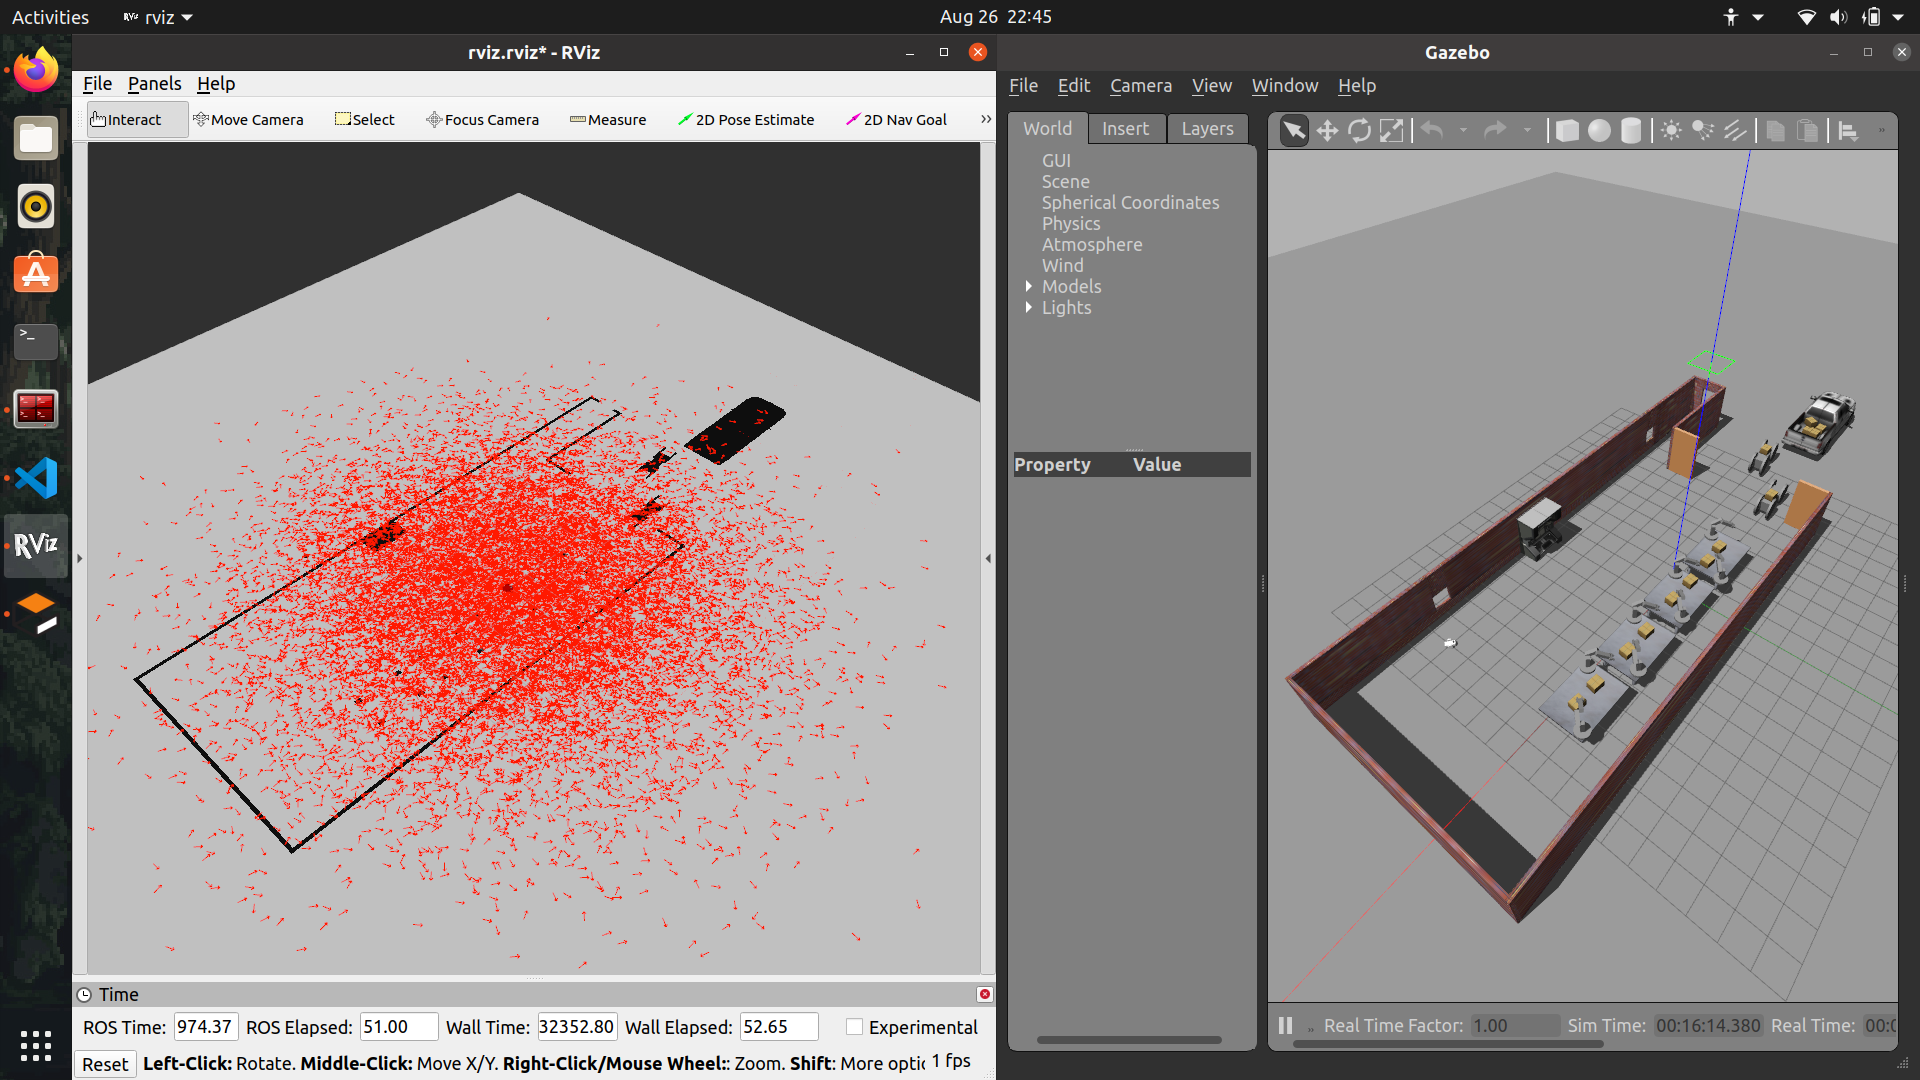 Activities
RViz rviz
Aug 26 22:45
rviz.rviz* - RViz
File Panels Help
Interact Move Camera Select Focus Camera Measure 2D Pose Estimate 2D Nav Goal »
Time
ROS Time: 974.37 ROS Elapsed: 51.00 Wall Time: 32352.80 Wall Elapsed: 52.65 Experimental
Reset Left-Click: Rotate. Middle-Click: Move X/Y. Right-Click/Mouse Wheel:: Zoom. Shift: More optic 1 fps
>_
RViz
Gazebo
File Edit Camera View Window Help
World Insert Layers
GUI
Scene
Spherical Coordinates
Physics
Atmosphere
Wind
Models
Lights
Property Value
Real Time Factor: 1.00 Sim Time: 00:16:14.380 Real Time: